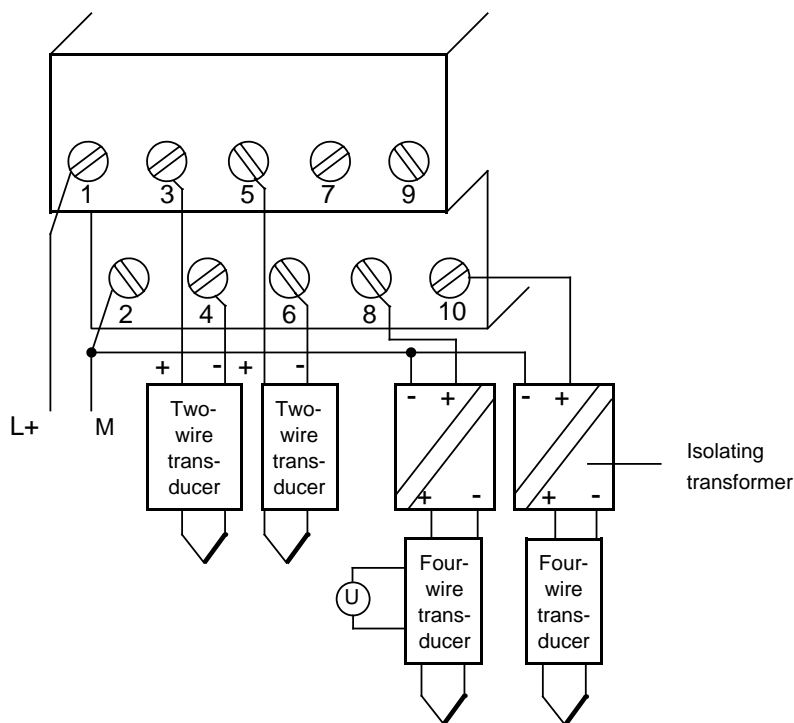 1 3 5 7 9
2 4 6 8 10
+ - + -
L+ M
Two-
wire
trans-
ducer
Two-
wire
trans-
ducer
- +
+ -
- +
+ -
Isolating
transformer
U
Four-
wire
trans-
ducer
Four-
wire
trans-
ducer